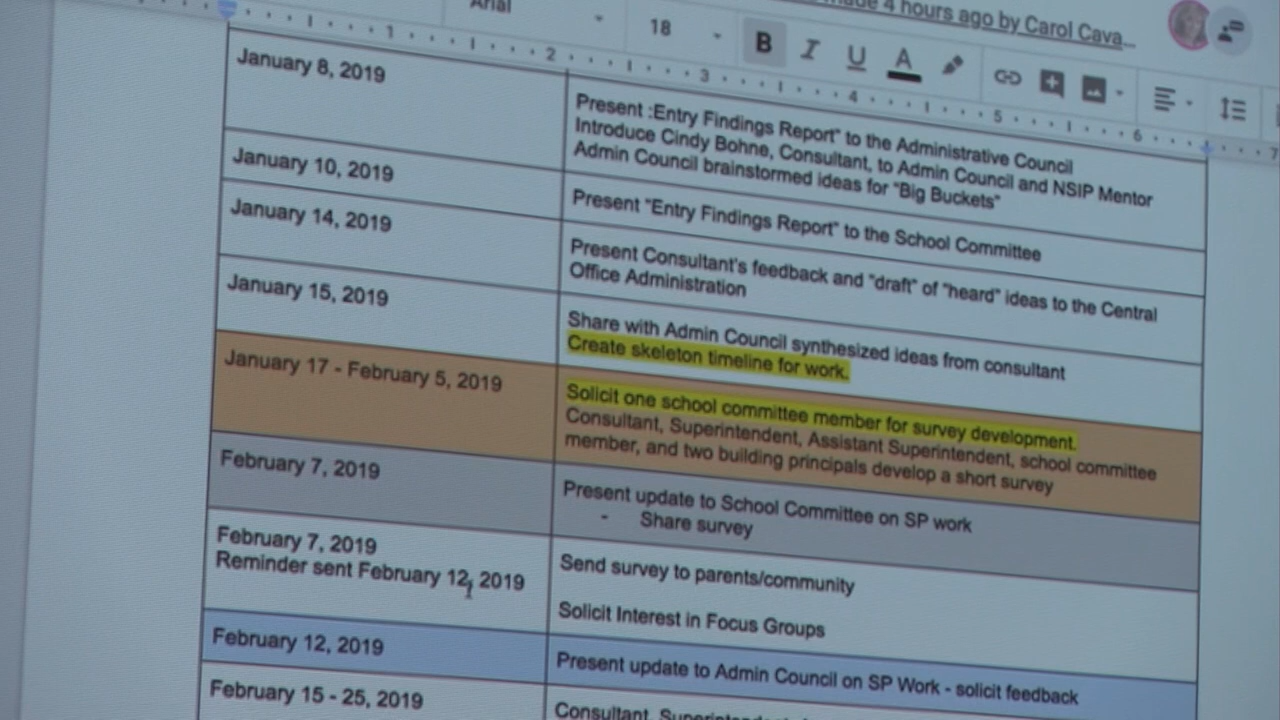 made 4 hours ago by Carol Cava...
Arial
18
B I U A
1 2 3 4 5 6 7
January 8, 2019
Present :Entry Findings Report" to the Administrative Council
Introduce Cindy Bohne, Consultant, to Admin Council and NSIP Mentor
Admin Council brainstormed ideas for "Big Buckets"
January 10, 2019
Present "Entry Findings Report" to the School Committee
January 14, 2019
Present Consultant's feedback and "draft" of "heard" ideas to the Central
Office Administration
January 15, 2019
Share with Admin Council synthesized ideas from consultant
Create skeleton timeline for work.
January 17 - February 5, 2019
Solicit one school committee member for survey development.
Consultant, Superintendent, Assistant Superintendent, school committee
member, and two building principals develop a short survey
February 7, 2019
Present update to School Committee on SP work
- Share survey
February 7, 2019
Reminder sent February 12, 2019
Send survey to parents/community
Solicit Interest in Focus Groups
February 12, 2019
Present update to Admin Council on SP Work - solicit feedback
February 15 - 25, 2019
Consultant,